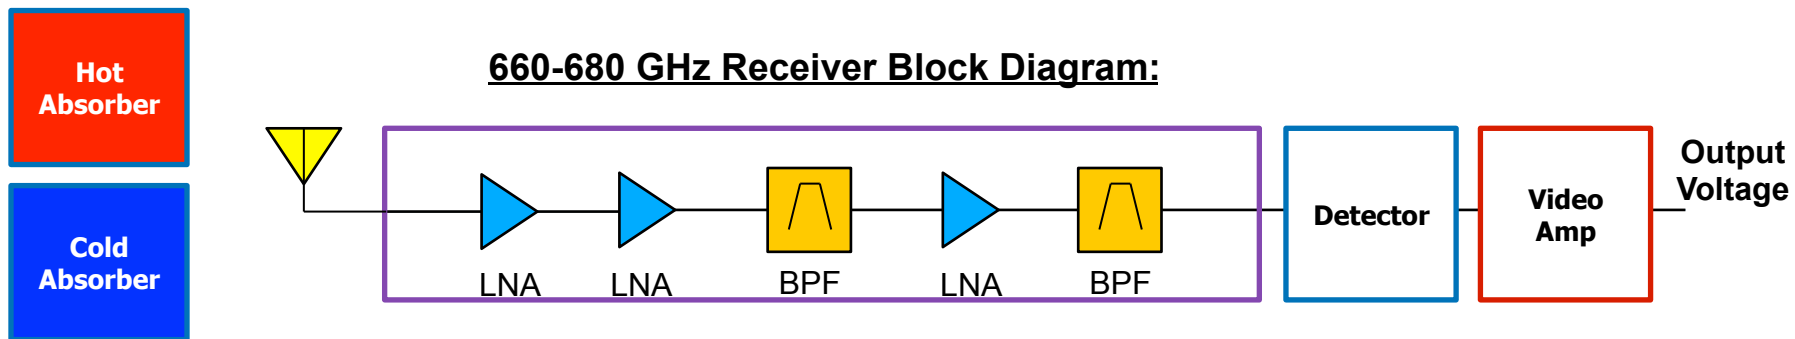 Hot
Absorber
Cold
Absorber
660-680 GHz Receiver Block Diagram:
LNA
LNA
BPF
LNA
BPF
Detector
Video
Amp
Output
Voltage